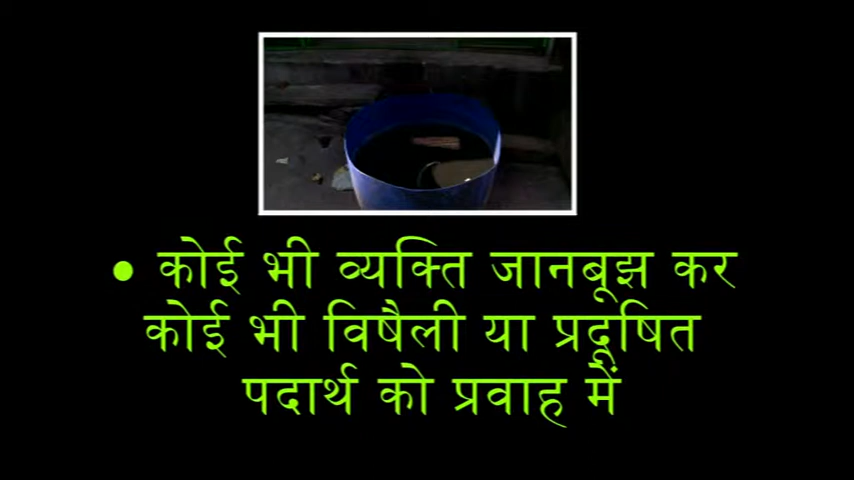 • कोई भी व्यक्ति जानबूझ कर
कोई भी विषैली या प्रदूषित
पदार्थ को प्रवाह में